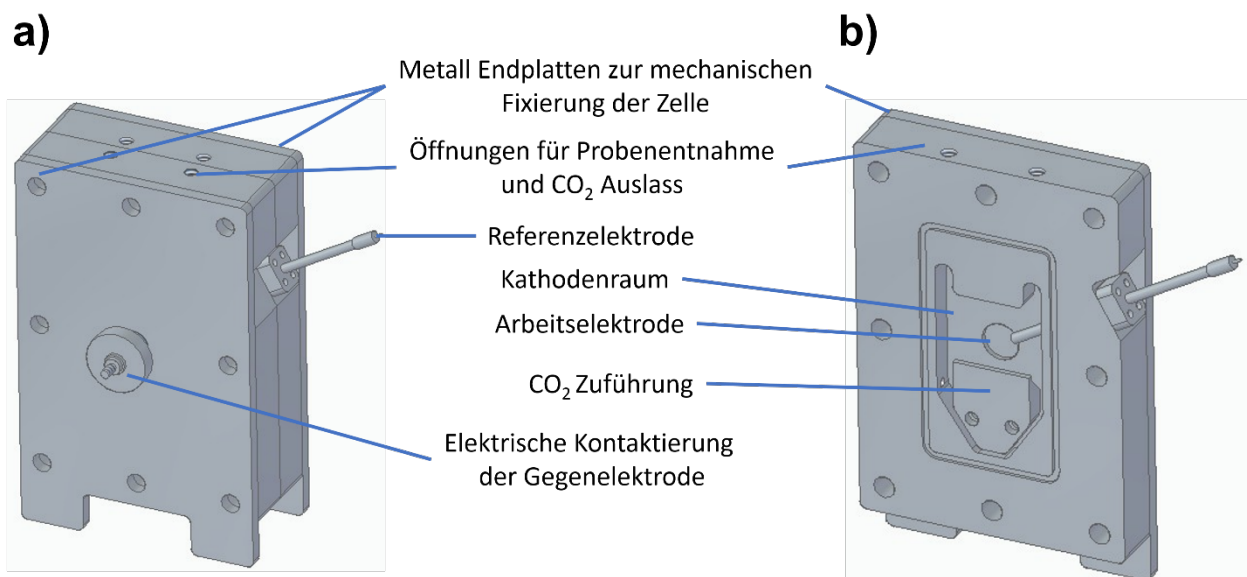 a)
b)
Metall Endplatten zur mechanischen
Fixierung der Zelle
Öffnungen für Probenentnahme
und CO₂ Auslass
Referenzelektrode
Kathodenraum
Arbeitselektrode
CO₂ Zuführung
Elektrische Kontaktierung
der Gegenelektrode